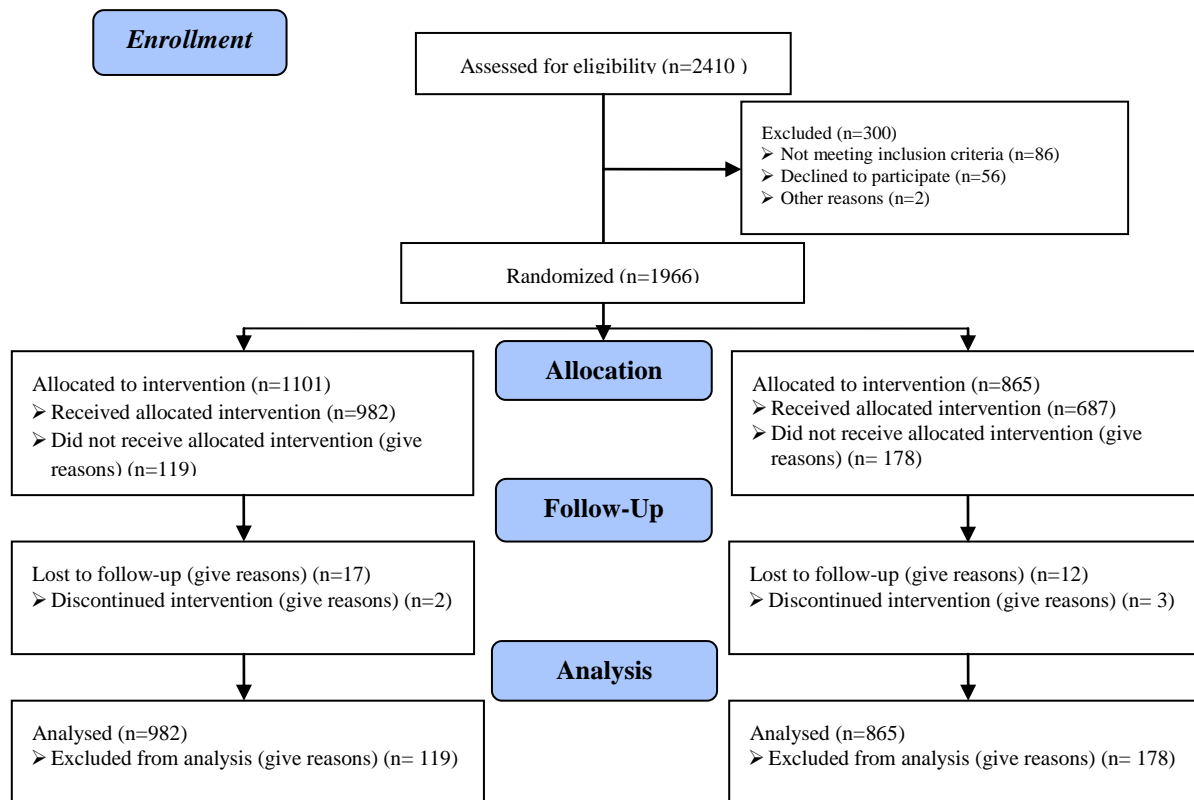 Enrollment
Assessed for eligibility (n=2410 )
Excluded (n=300)
➢ Not meeting inclusion criteria (n=86)
➢ Declined to participate (n=56)
➢ Other reasons (n=2)
Randomized (n=1966)
Allocation
Allocated to intervention (n=1101)
➢ Received allocated intervention (n=982)
➢ Did not receive allocated intervention (give
reasons) (n=119)
Allocated to intervention (n=865)
➢ Received allocated intervention (n=687)
➢ Did not receive allocated intervention (give
reasons) (n= 178)
Follow-Up
Lost to follow-up (give reasons) (n=17)
➢ Discontinued intervention (give reasons) (n=2)
Lost to follow-up (give reasons) (n=12)
➢ Discontinued intervention (give reasons) (n= 3)
Analysis
Analysed (n=982)
➢ Excluded from analysis (give reasons) (n= 119)
Analysed (n=865)
➢ Excluded from analysis (give reasons) (n= 178)